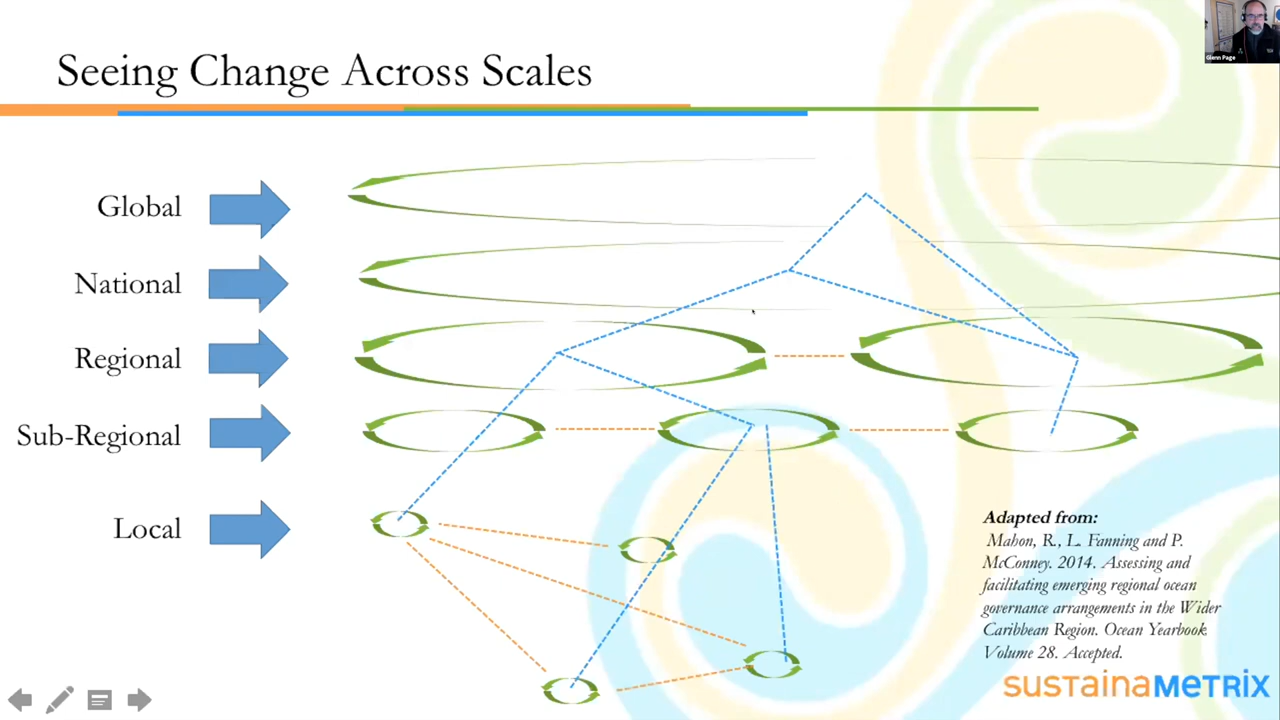 Glenn Page
Seeing Change Across Scales
Global
National
Regional
Sub-Regional
Local
Adapted from:
Mahon, R., L. Fanning and P.
McConney. 2014. Assessing and
facilitating emerging regional ocean
governance arrangements in the Wider
Caribbean Region. Ocean Yearbook
Volume 28. Accepted.
sustainaMETRIX